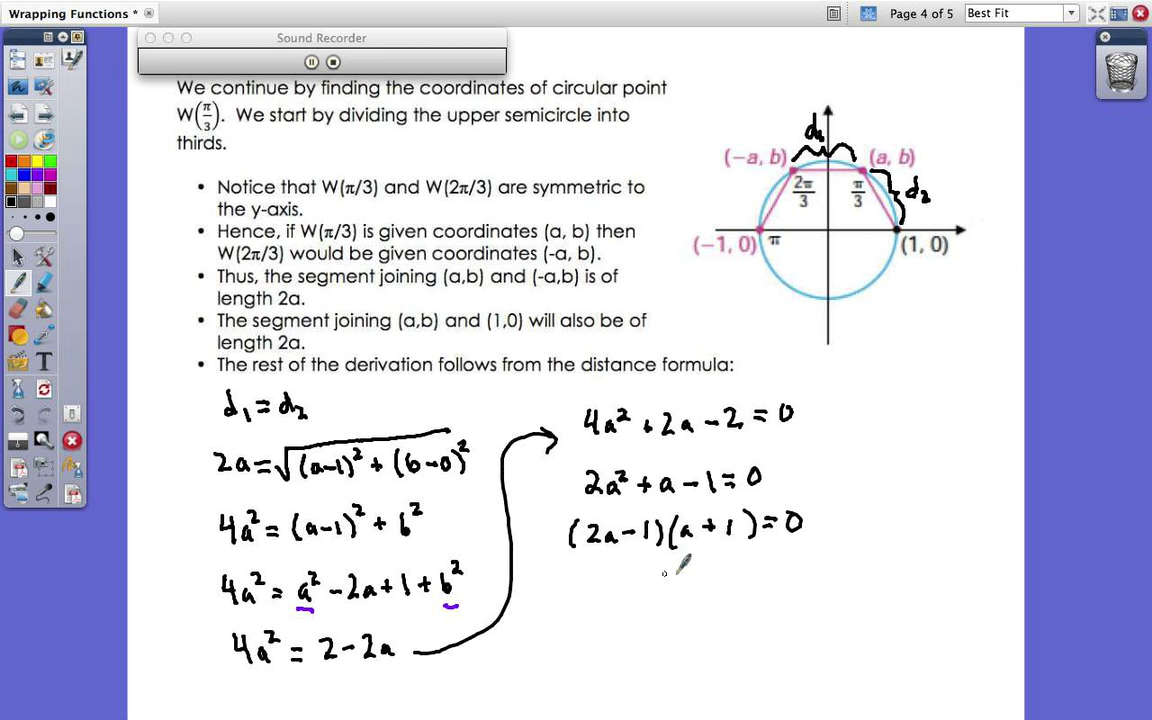 Wrapping Functions *
Page 4 of 5
Best Fit
Sound Recorder
We continue by finding the coordinates of circular point
W(π/3). We start by dividing the upper semicircle into
thirds.
• Notice that W(π/3) and W(2π/3) are symmetric to
the y-axis.
• Hence, if W(π/3) is given coordinates (a, b) then
W(2π/3) would be given coordinates (-a, b).
• Thus, the segment joining (a,b) and (-a,b) is of
length 2a.
• The segment joining (a,b) and (1,0) will also be of
length 2a.
• The rest of the derivation follows from the distance formula:
d₁
(−a, b)
(a, b)
2π/3
π/3
d₂
(−1, 0)
π
(1, 0)
d₁ = d₂
2a = √((a−1)² + (b−0)²)
4a² = (a−1)² + b²
4a² = a² − 2a + 1 + b²
4a² = 2 − 2a
4a² + 2a − 2 = 0
2a² + a − 1 = 0
(2a − 1)(a + 1) = 0
T